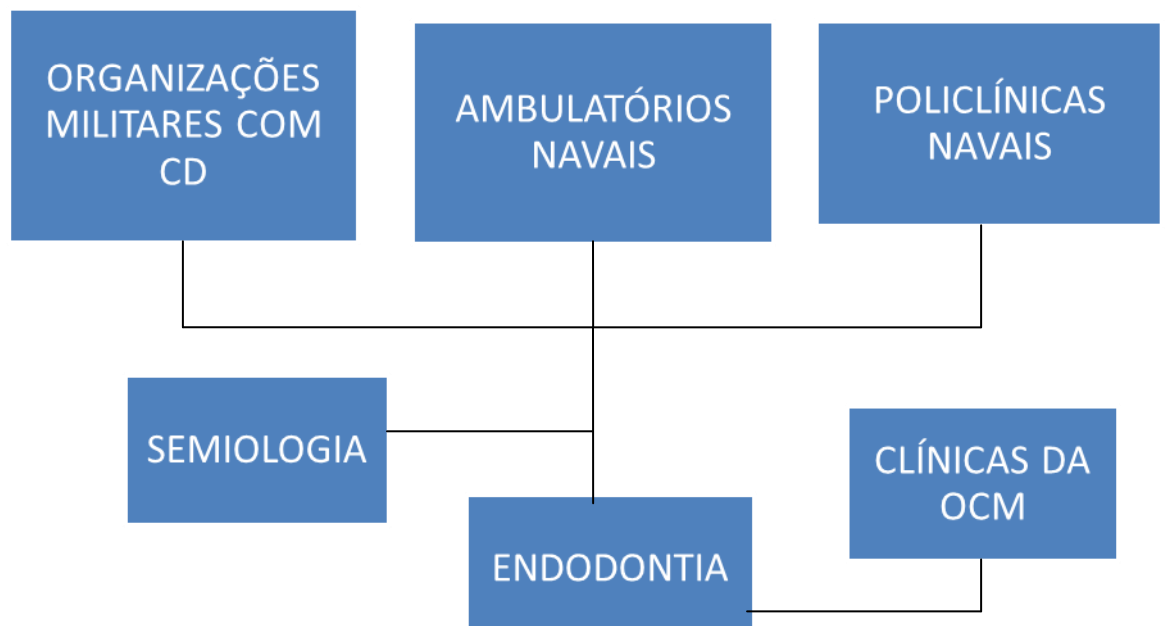 ORGANIZAÇÕES
MILITARES COM
CD
AMBULATÓRIOS
NAVAIS
POLICLÍNICAS
NAVAIS
SEMIOLOGIA
CLÍNICAS DA
OCM
ENDODONTIA